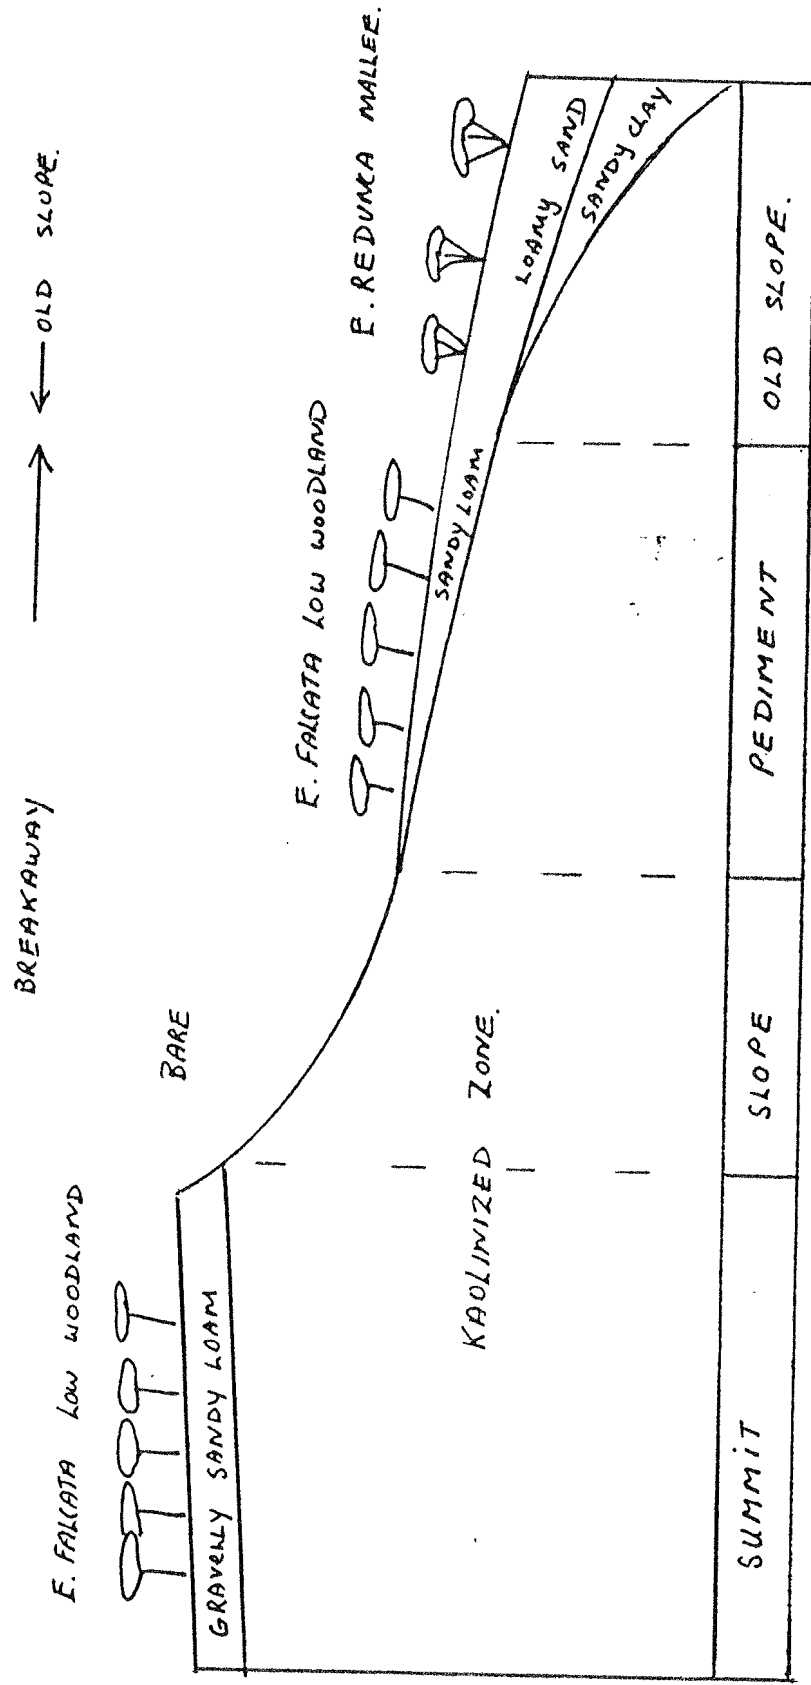 BREAKAWAY
OLD SLOPE.
E. FALCATA LOW WOODLAND
BARE
E. FALCATA LOW WOODLAND
E. REDUNCA MALLEE.
GRAVELLY SANDY LOAM
SANDY LOAM
LOAMY SAND
SANDY CLAY
KAOLINIZED ZONE.
SUMMIT
SLOPE
PEDIMENT
OLD SLOPE.